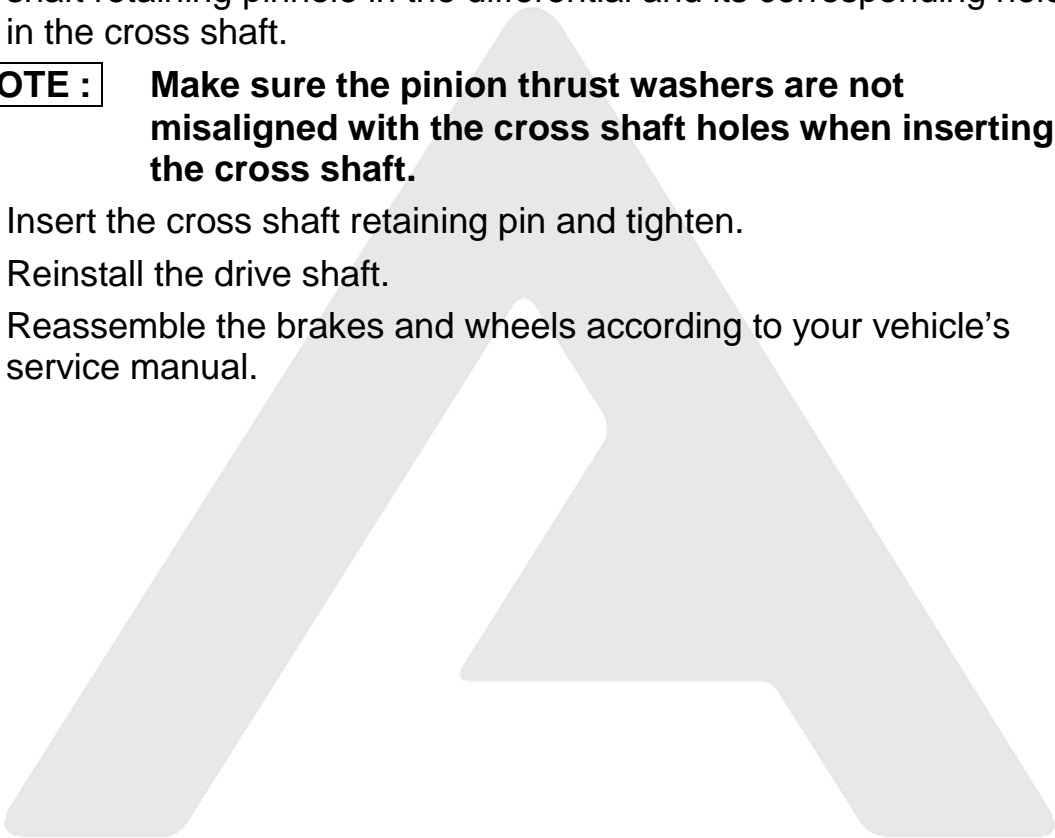 shaft retaining pinhole in the differential and its corresponding
in the cross shaft.
Make sure the pinion thrust washers are not
misaligned with the cross shaft holes when inserting
the cross shaft.
Insert the cross shaft retaining pin and tighten.
Reinstall the drive shaft.
Reassemble the brakes and wheels according to your vehicle’s
service manual.